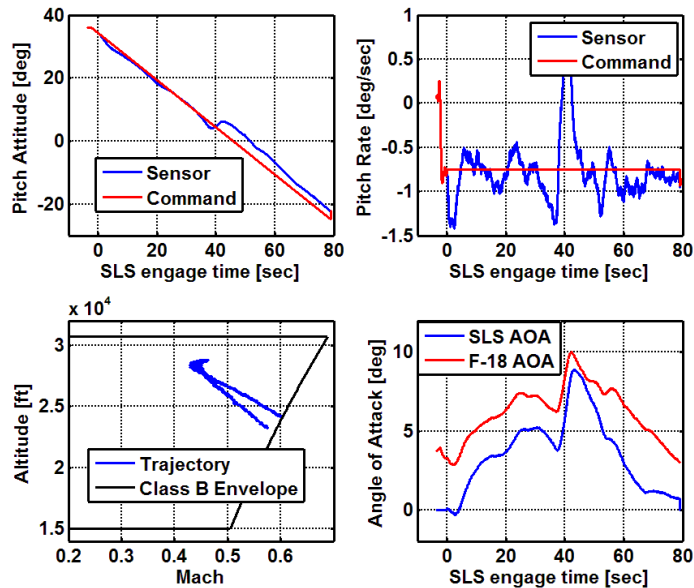 40
20
0
-20
Pitch Attitude [deg]
Sensor
Command
0 20 40 60 80
SLS engage time [sec]
1
0.5
0
-0.5
-1
-1.5
Pitch Rate [deg/sec]
Sensor
Command
0 20 40 60 80
SLS engage time [sec]
x 10⁴
3
2.5
2
1.5
Altitude [ft]
Trajectory
Class B Envelope
0.2 0.3 0.4 0.5 0.6
Mach
10
5
0
Angle of Attack [deg]
SLS AOA
F-18 AOA
0 20 40 60 80
SLS engage time [sec]